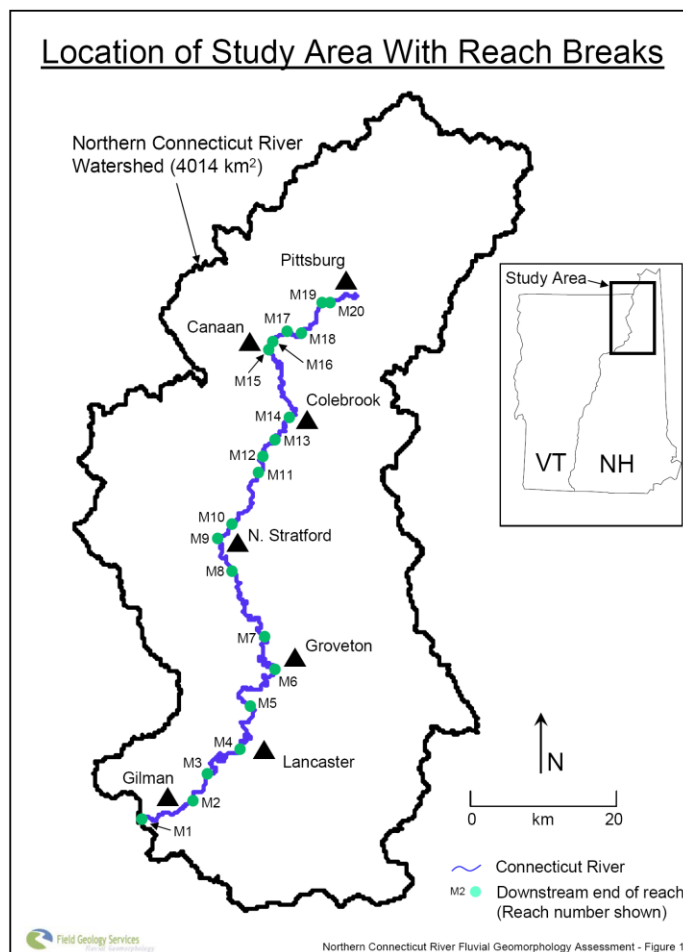 Location of Study Area With Reach Breaks
Northern Connecticut River
Watershed (4014 km²)
Pittsburg
Study Area
M19
M20
M17
M18
Canaan
M16
M15
Colebrook
M14
M13
M12
M11
VT
NH
M10
M9
N. Stratford
M8
M7
Groveton
M6
M5
M4
Lancaster
M3
Gilman
M2
M1
N
0
20
km
Connecticut River
M2
Downstream end of reach
(Reach number shown)
Field Geology Services
Fluvial Geomorphology
Northern Connecticut River Fluvial Geomorphology Assessment - Figure 1